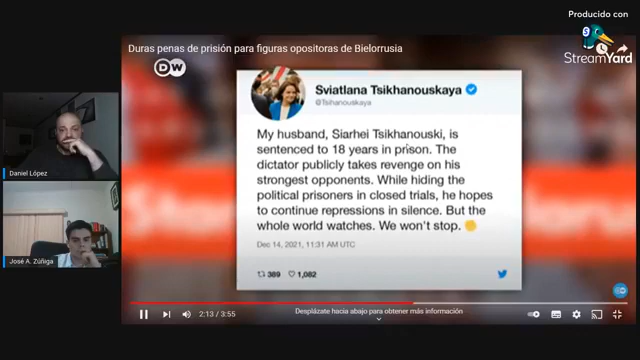 Producido con
StreamYard
Duras penas de prisión para figuras opositoras de Bielorrusia
DW
Sviatlana Tsikhanouskaya
@Tsihanouskaya
My husband, Siarhei Tsikhanouski, is
sentenced to 18 years in prison. The
dictator publicly takes revenge on his
strongest opponents. While hiding the
political prisoners in closed trials, he hopes
to continue repressions in silence. But the
whole world watches. We won't stop. ✊
Dec 14, 2021, 11:31 AM UTC
389 1,082
Daniel López
José A. Zúñiga
2:13 / 3:55
Desplázate hacia abajo para obtener más información